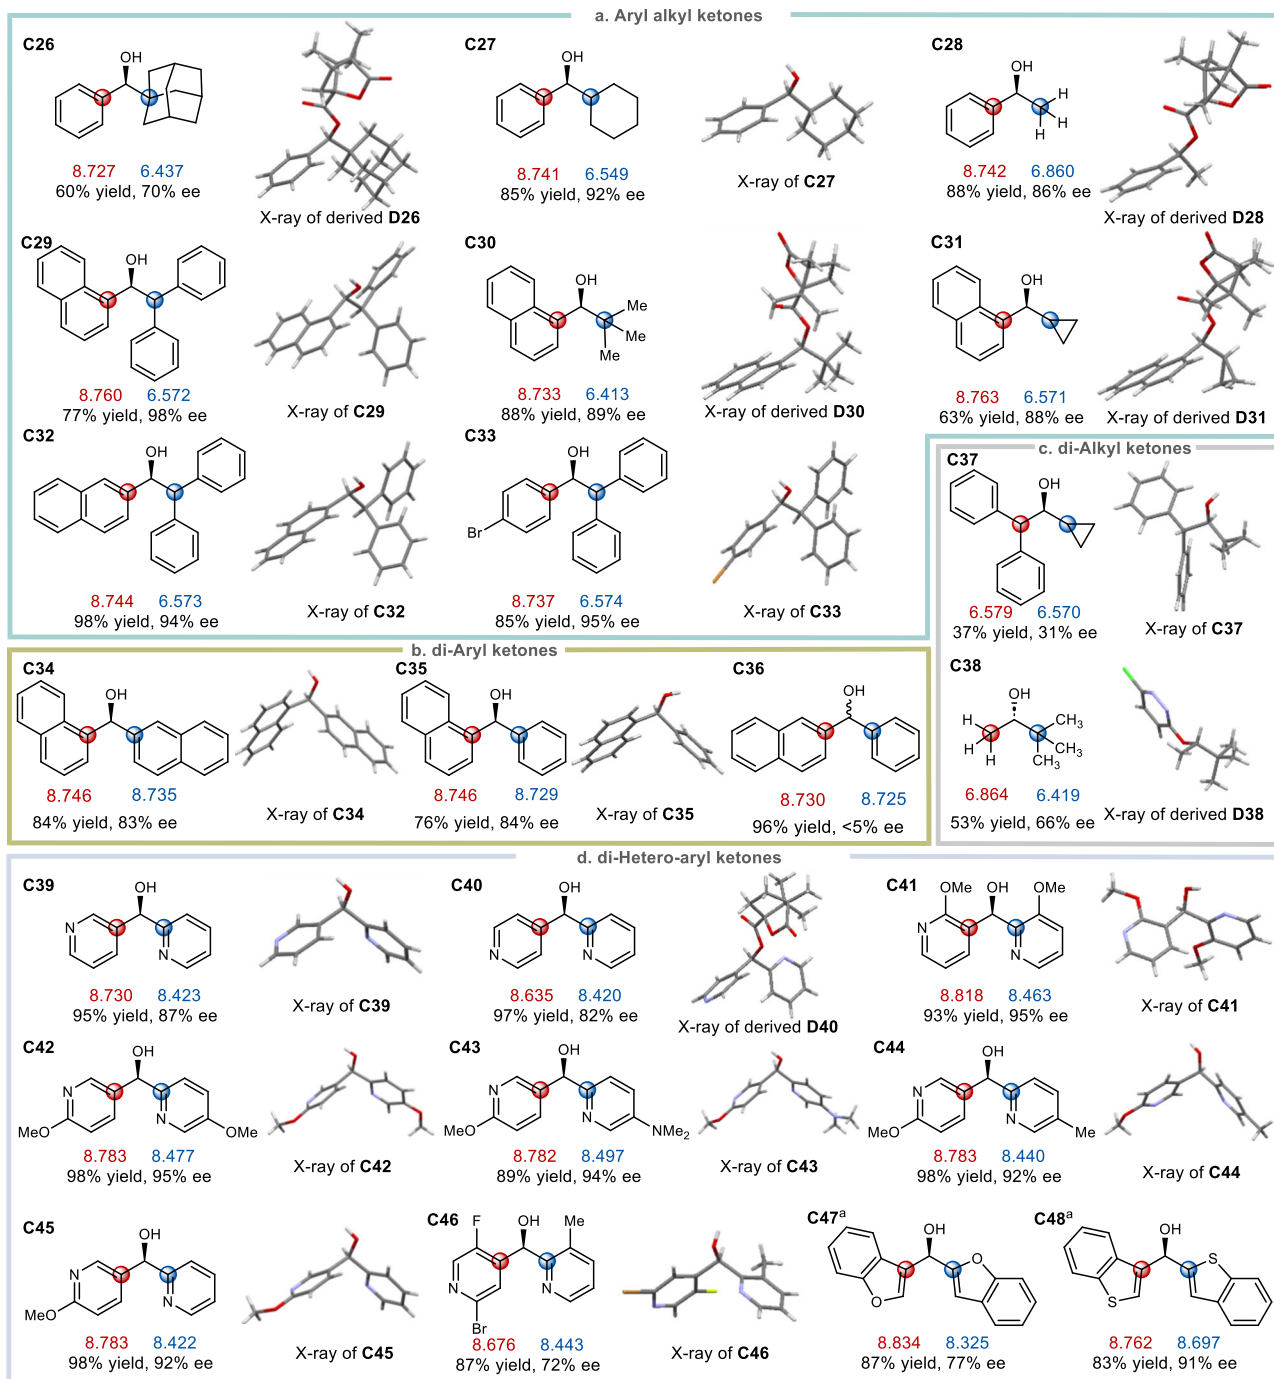 a. Aryl alkyl ketones
C26
OH
8.727 6.437
60% yield, 70% ee
X-ray of derived D26
C27
OH
8.741 6.549
85% yield, 92% ee
X-ray of C27
C28
OH
H
H
H
8.742 6.860
88% yield, 86% ee
X-ray of derived D28
C29
OH
8.760 6.572
77% yield, 98% ee
X-ray of C29
C30
OH
Me
Me
Me
8.733 6.413
88% yield, 89% ee
X-ray of derived D30
C31
OH
8.763 6.571
63% yield, 88% ee
X-ray of derived D31
C32
OH
8.744 6.573
98% yield, 94% ee
X-ray of C32
C33
OH
Br
8.737 6.574
85% yield, 95% ee
X-ray of C33
c. di-Alkyl ketones
C37
OH
6.579 6.570
37% yield, 31% ee
X-ray of C37
C38
OH
H
H
H
CH3
CH3
CH3
6.864 6.419
53% yield, 66% ee
X-ray of derived D38
b. di-Aryl ketones
C34
OH
8.746 8.735
84% yield, 83% ee
X-ray of C34
C35
OH
8.746 8.729
76% yield, 84% ee
X-ray of C35
C36
OH
8.730 8.725
96% yield, <5% ee
d. di-Hetero-aryl ketones
C39
OH
N
N
8.730 8.423
95% yield, 87% ee
X-ray of C39
C40
OH
N
N
8.635 8.420
97% yield, 82% ee
X-ray of derived D40
C41
OMe OH OMe
N
N
8.818 8.463
93% yield, 95% ee
X-ray of C41
C42
OH
N
N
MeO
OMe
8.783 8.477
98% yield, 95% ee
X-ray of C42
C43
OH
N
N
MeO
NMe2
8.782 8.497
89% yield, 94% ee
X-ray of C43
C44
OH
N
N
MeO
Me
8.783 8.440
98% yield, 92% ee
X-ray of C44
C45
OH
N
N
MeO
8.783 8.422
98% yield, 92% ee
X-ray of C45
C46
F OH Me
N
N
Br
8.676 8.443
87% yield, 72% ee
X-ray of C46
C47a
OH
O
O
8.834 8.325
87% yield, 77% ee
C48a
OH
S
S
8.762 8.697
83% yield, 91% ee